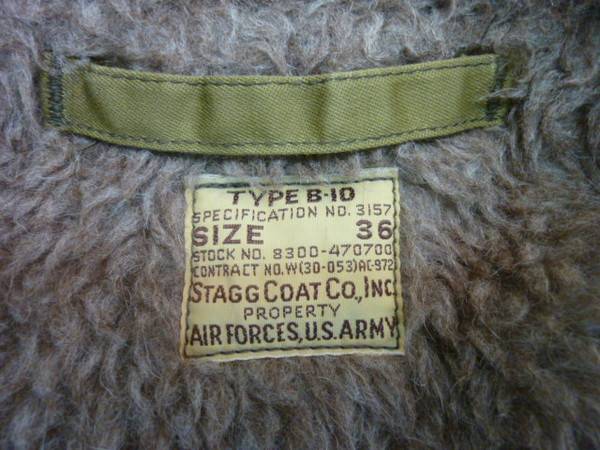 TYPE B-10
SPECIFICATION NO. 3157
SIZE 36
STOCK NO. 8300-470700
CONTRACT NO. W(30-053)AC-972
STAGG COAT CO., INC.
PROPERTY
AIR FORCES, U.S. ARMY